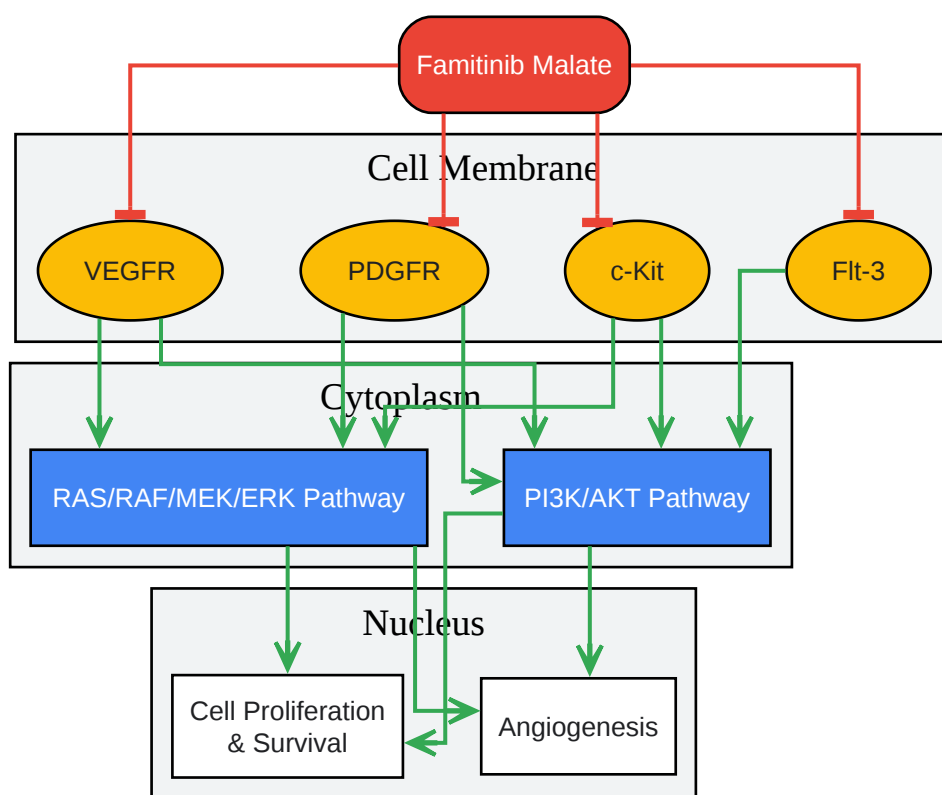 Famitinib Malate
Cell Membrane
VEGFR
PDGFR
c-Kit
Flt-3
Cytoplasm
RAS/RAF/MEK/ERK Pathway
PI3K/AKT Pathway
Nucleus
Cell Proliferation
& Survival
Angiogenesis